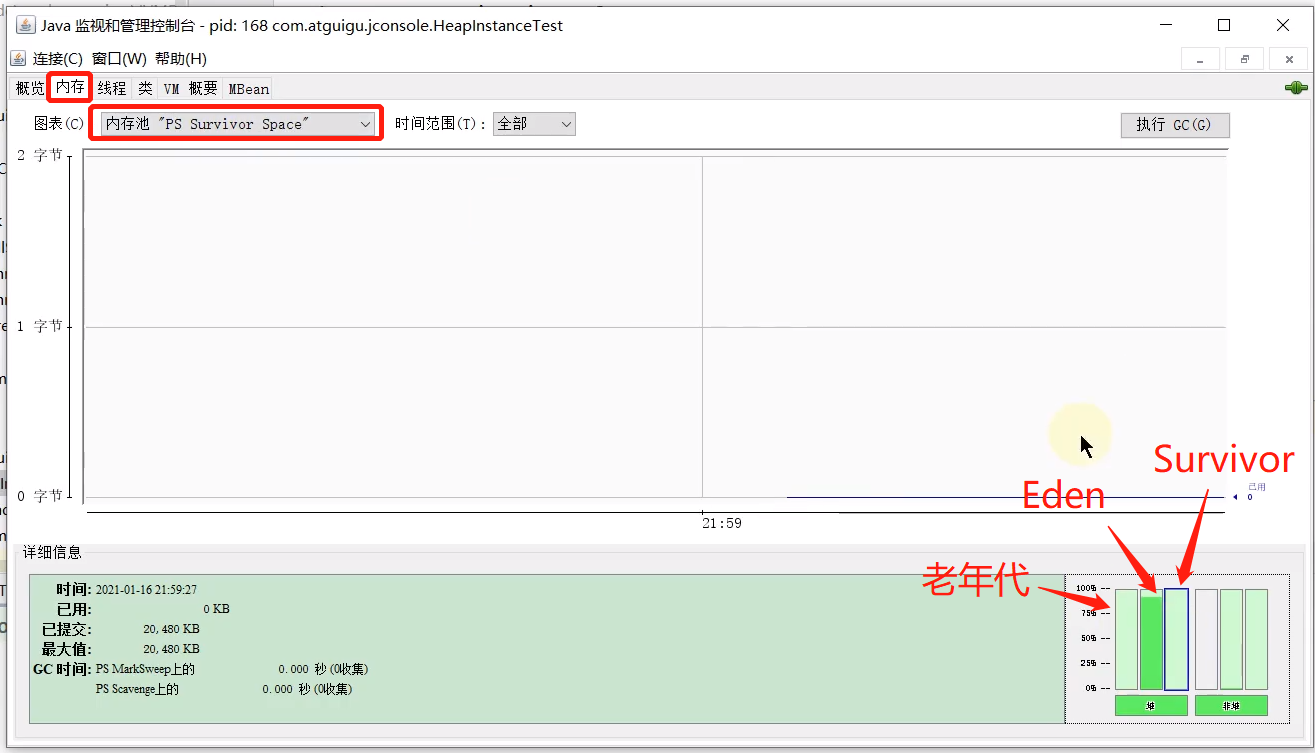 Java 监视和管理控制台 - pid: 168 com.atguigu.jconsole.HeapInstanceTest
连接(C) 窗口(W) 帮助(H)
概览 内存 线程 类 VM 概要 MBean
图表(C) 内存池 "PS Survivor Space" 时间范围(T): 全部 执行 GC(G)
2 字节
1 字节
0 字节
已用
0
21:59
Survivor
Eden
老年代
详细信息
时间: 2021-01-16 21:59:27
已用: 0 KB
已提交: 20,480 KB
最大值: 20,480 KB
GC 时间: PS MarkSweep上的 0.000 秒 (0收集)
PS Scavenge上的 0.000 秒 (0收集)
100% --
75% --
50% --
25% --
0% --
堆 非堆